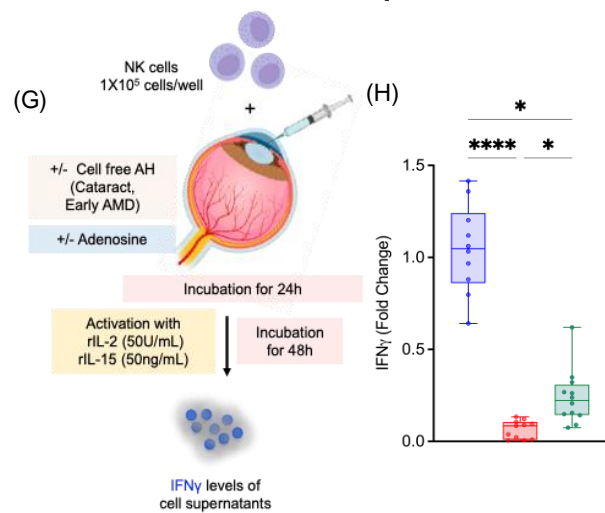 (G)
NK cells
1X10⁵ cells/well
+
+/- Cell free AH
(Cataract,
Early AMD)
+/- Adenosine
Incubation for 24h
Activation with
rIL-2 (50U/mL)
rIL-15 (50ng/mL)
Incubation
for 48h
IFNγ levels of
cell supernatants
(H)
*
**** *
IFNγ (Fold Change)
1.5
1.0
0.5
0.0